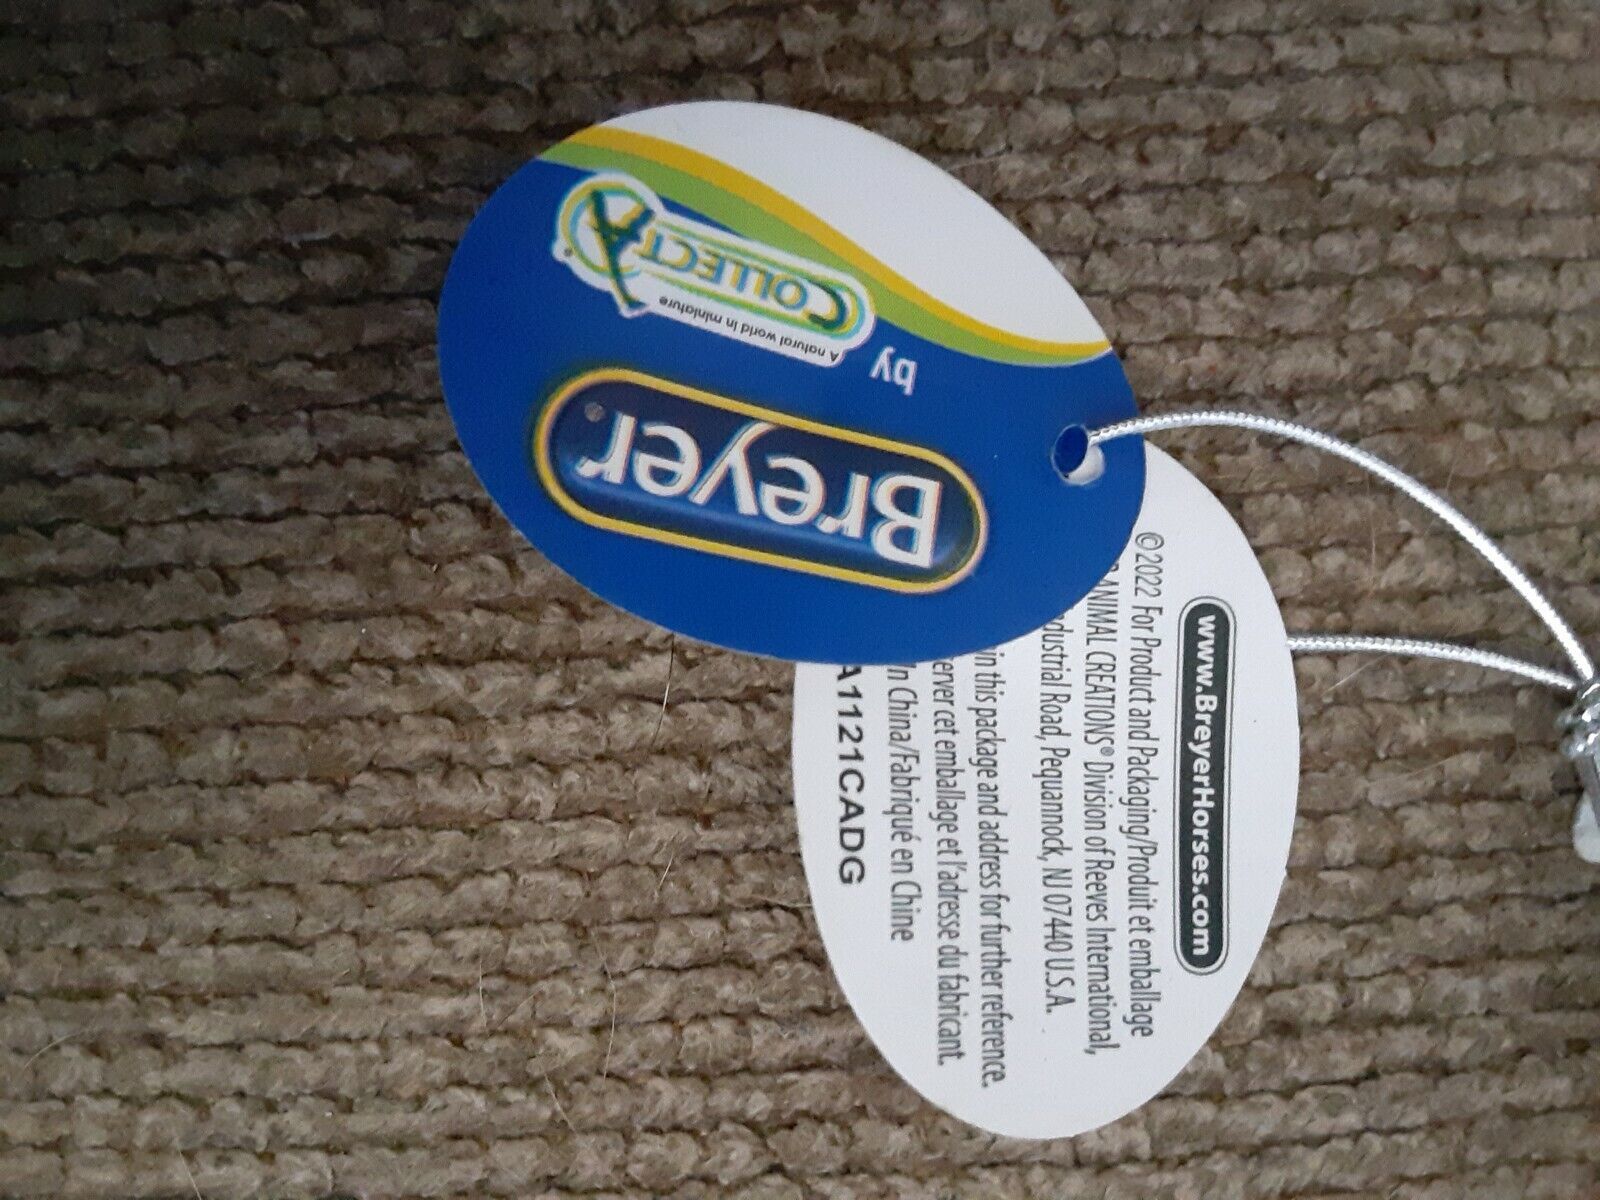 Breyer®
by
A natural world in miniature
COLLECTA®
www.BreyerHorses.com
©2022 For Product and Packaging/Produit et emballage
ANIMAL CREATIONS® Division of Reeves International,
dustrial Road, Pequannock, NJ 07440 U.S.A.
in this package and address for further reference.
erver cet emballage et l'adresse du fabricant.
In China/Fabriqué en Chine
A1121CADG